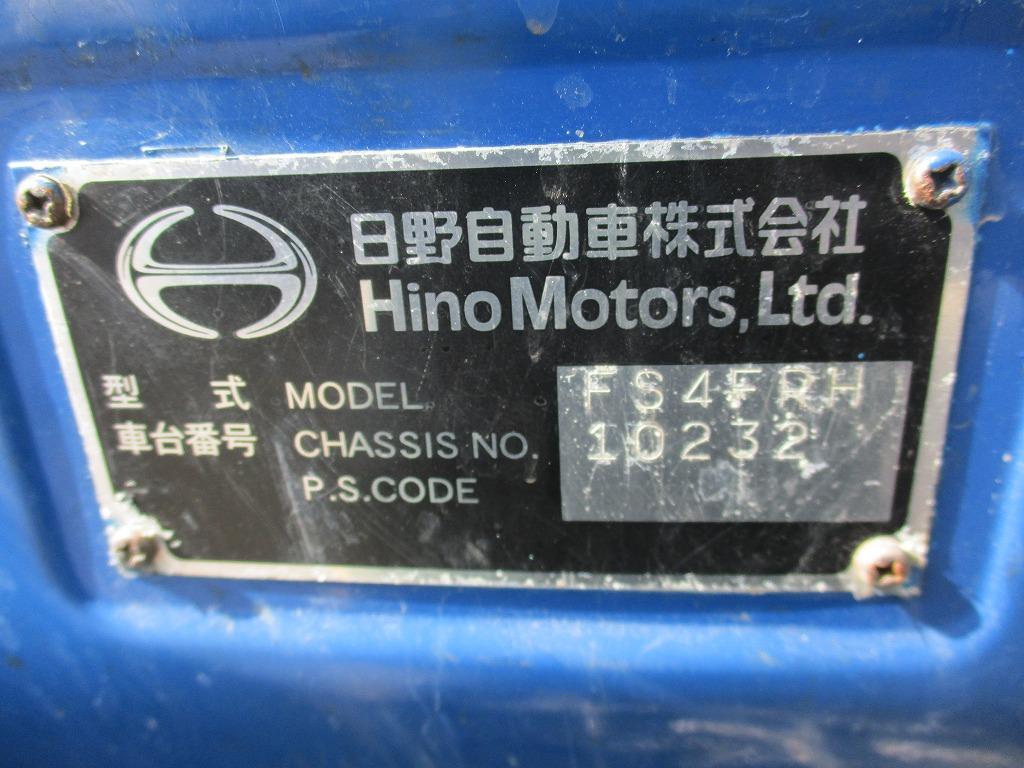 日野自動車株式会社
Hino Motors, Ltd.
型 式 MODEL FS4FRH
車台番号 CHASSIS NO. 10232
P.S.CODE